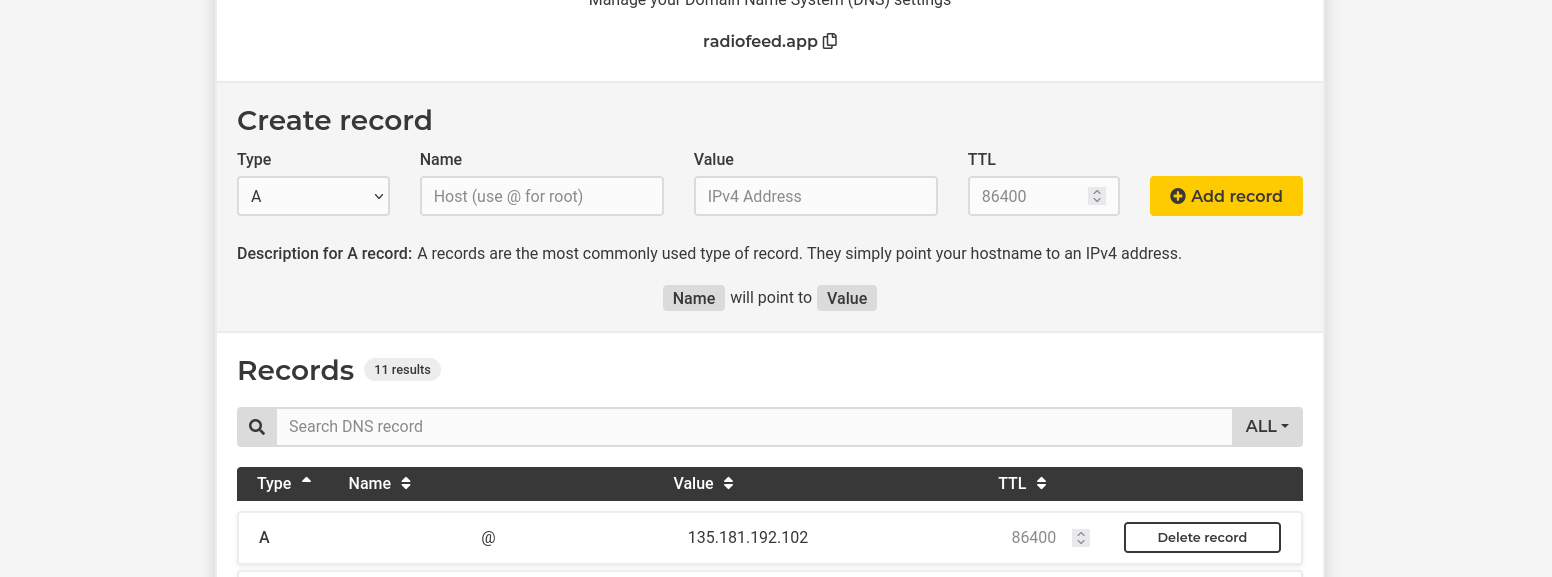 Manage your Domain Name System (DNS) settings
radiofeed.app
Create record
Type Name Value TTL
A Host (use @ for root) IPv4 Address 86400 Add record
Description for A record: A records are the most commonly used type of record. They simply point your hostname to an IPv4 address.
Name will point to Value
Records 11 results
Search DNS record ALL
Type Name Value TTL
A @ 135.181.192.102 86400 Delete record